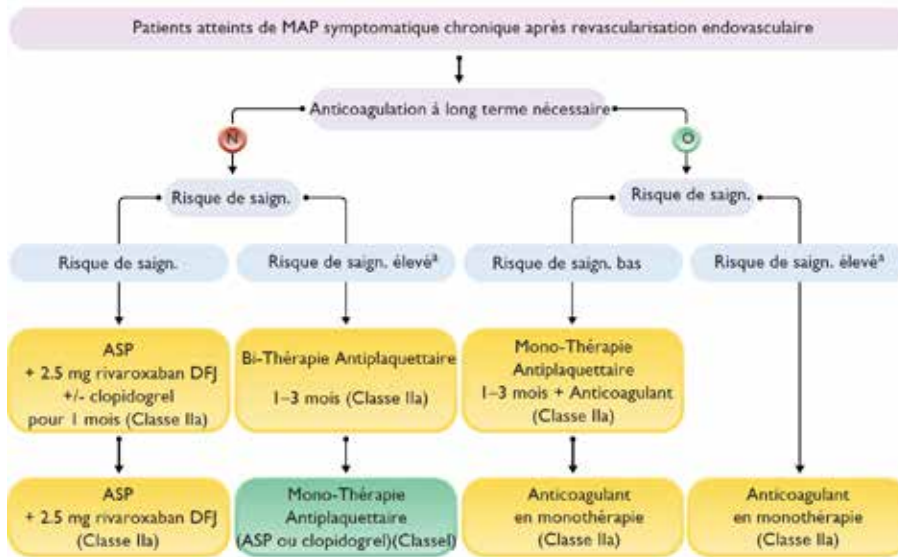 Patients atteints de MAP symptomatique chronique après revascularisation endovasculaire
Anticoagulation à long terme nécessaire
N
O
Risque de saign.
Risque de saign.
Risque de saign.
Risque de saign. élevéᵃ
Risque de saign. bas
Risque de saign. élevéᵃ
ASP
+ 2.5 mg rivaroxaban DFJ
+/- clopidogrel
pour 1 mois (Classe IIa)
Bi-Thérapie Antiplaquettaire
1–3 mois (Classe IIa)
Mono-Thérapie
Antiplaquettaire
1–3 mois + Anticoagulant
(Classe IIa)
ASP
+ 2.5 mg rivaroxaban DFJ
(Classe IIa)
Mono-Thérapie
Antiplaquettaire
(ASP ou clopidogrel)(ClasseI)
Anticoagulant
en monothérapie
(Classe IIa)
Anticoagulant
en monothérapie
(Classe IIa)